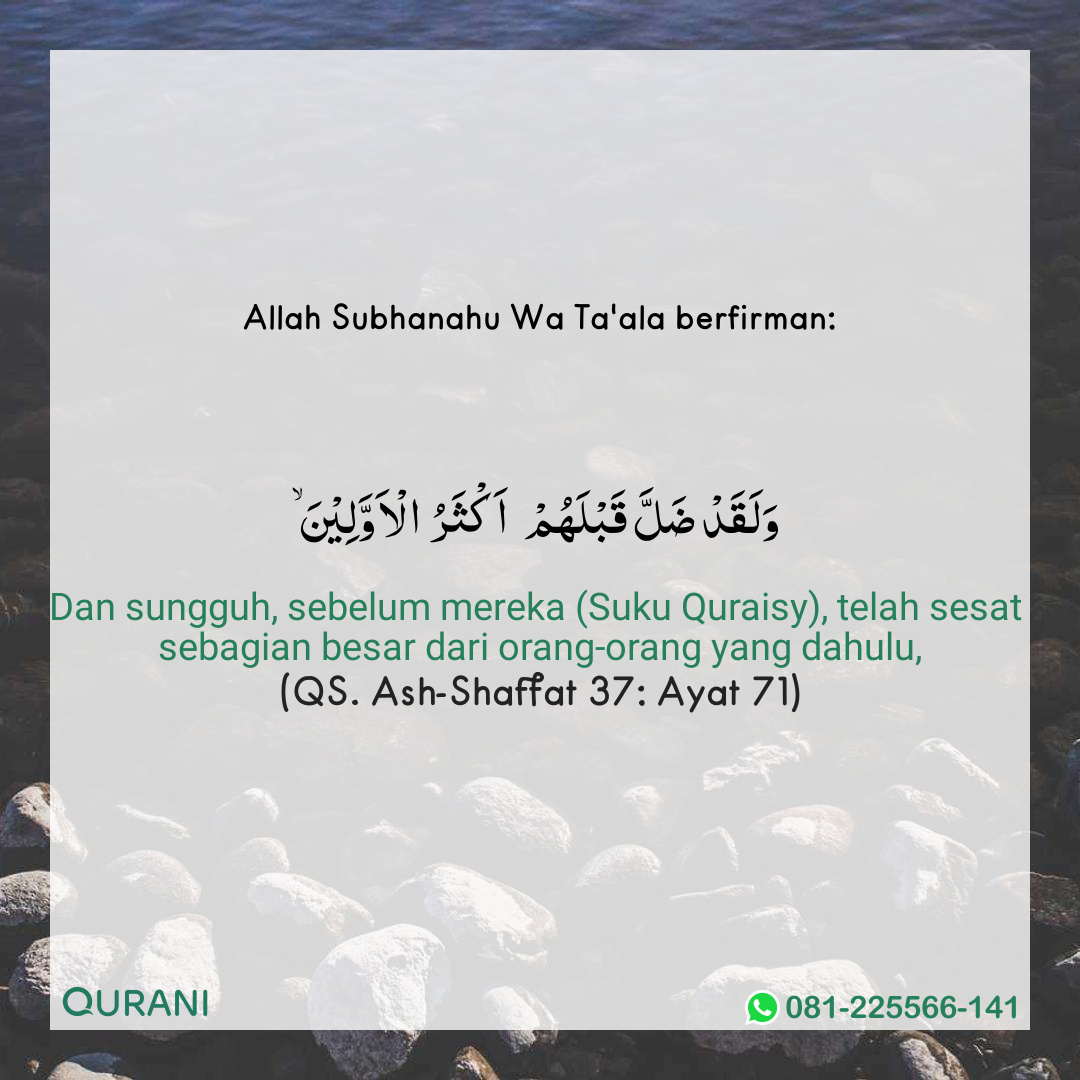 Allah Subhanahu Wa Ta'ala berfirman:
وَلَقَدْ ضَلَّ قَبْلَهُمْ اَكْثَرُ الْاَوَّلِيْنَ ۙ
Dan sungguh, sebelum mereka (Suku Quraisy), telah sesat
sebagian besar dari orang-orang yang dahulu,
(QS. Ash-Shaffat 37: Ayat 71)
QURANI
081-225566-141